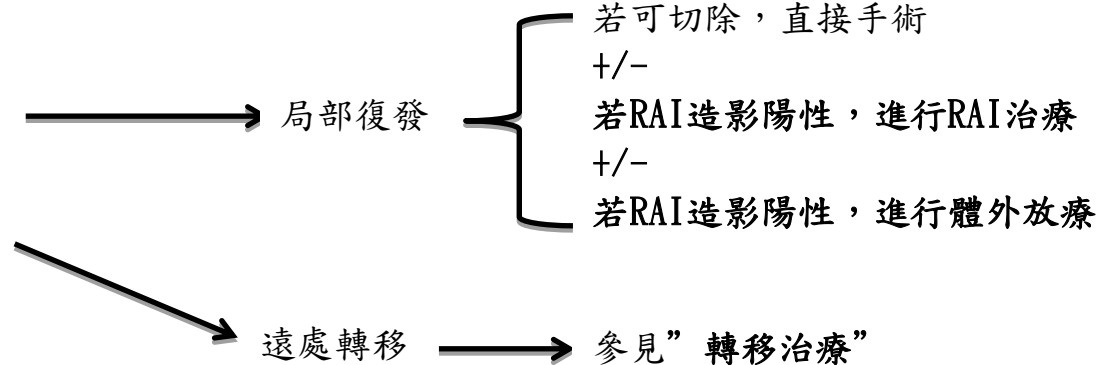 若可切除，直接手術
+/-
局部復發
若RAI造影陽性，進行RAI治療
+/-
若RAI造影陽性，進行體外放療
遠處轉移
參見”轉移治療”